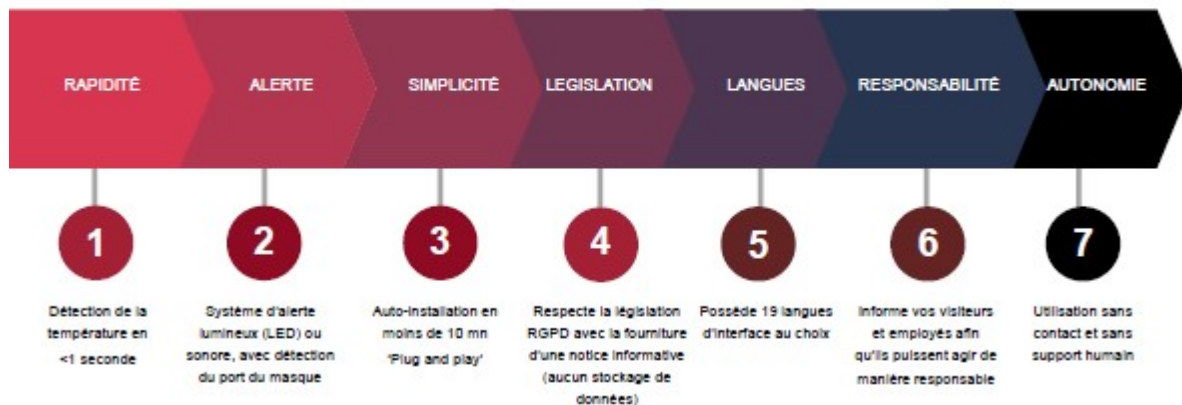 RAPIDITÉ
ALERTE
SIMPLICITÉ
LEGISLATION
LANGUES
RESPONSABILITÉ
AUTONOMIE
1
Détection de la
température en
<1 seconde
2
Système d'alerte
lumineux (LED) ou
sonore, avec détection
du port du masque
3
Auto-installation en
moins de 10 mn
'Plug and play'
4
Respecte la législation
RGPD avec la fourniture
d'une notice informative
(aucun stockage de
données)
5
Possède 19 langues
d'interface au choix
6
Informe vos visiteurs
et employés afin
qu'ils puissent agir de
manière responsable
7
Utilisation sans
contact et sans
support humain